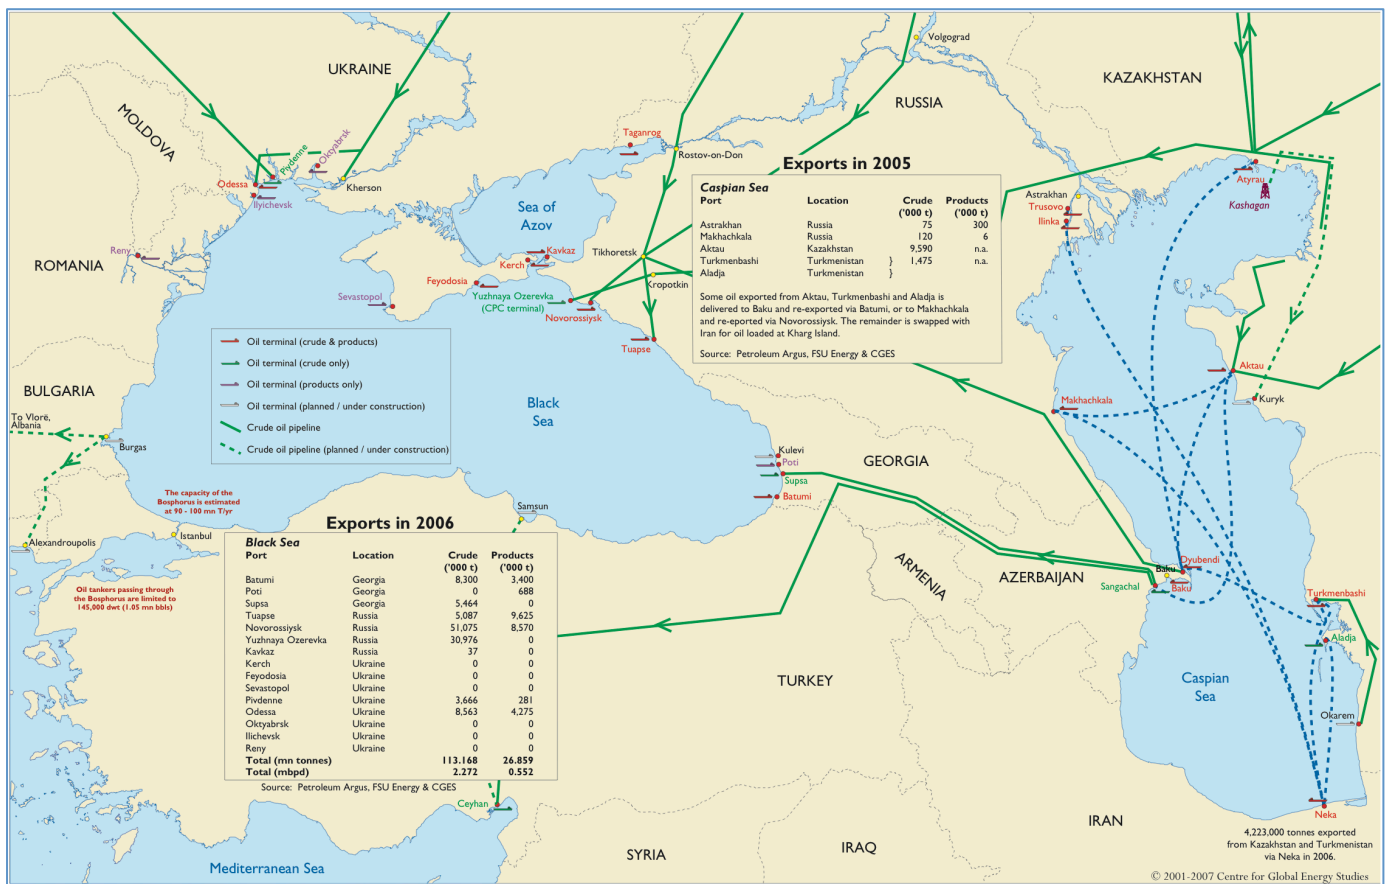 UKRAINE
MOLDOVA
Odessa
Pivdenne
Oktyabrsk
Ilyichevsk
Kherson
Reny
ROMANIA
BULGARIA
To Vlorë,
Albania
Burgas
Alexandroupolis
Istanbul
The capacity of the
Bosphorus is estimated
at 90 - 100 mn T/yr
Oil tankers passing through
the Bosphorus are limited to
145,000 dwt (1.05 mn bbls)
Sea of
Azov
Taganrog
Rostov-on-Don
Volgograd
RUSSIA
KAZAKHSTAN
Tikhoretsk
Kropotkin
Kavkaz
Kerch
Feyodosia
Sevastopol
Yuzhnaya Ozerevka
(CPC terminal)
Novorossiysk
Tuapse
Oil terminal (crude & products)
Oil terminal (crude only)
Oil terminal (products only)
Oil terminal (planned / under construction)
Crude oil pipeline
Crude oil pipeline (planned / under construction)
Black
Sea
Exports in 2005
Caspian Sea
Port Location Crude Products
('000 t) ('000 t)
Astrakhan Russia 75 300
Makhachkala Russia 120 6
Aktau Kazakhstan 9,590 n.a.
Turkmenbashi Turkmenistan } 1,475 n.a.
Aladja Turkmenistan }
Some oil exported from Aktau, Turkmenbashi and Aladja is
delivered to Baku and re-exported via Batumi, or to Makhachkala
and re-eported via Novorossiysk. The remainder is swapped with
Iran for oil loaded at Kharg Island.
Source: Petroleum Argus, FSU Energy & CGES
Astrakhan
Trusovo
Ilinka
Atyrau
Kashagan
Aktau
Kuryk
Makhachkala
Kulevi
Poti
Supsa
Batumi
GEORGIA
ARMENIA
AZERBAIJAN
Dyubendi
Baku
Baku
Sangachal
Turkmenbashi
Aladja
Okarem
Caspian
Sea
Neka
4,223,000 tonnes exported
from Kazakhstan and Turkmenistan
via Neka in 2006.
Samsun
Exports in 2006
Black Sea
Port Location Crude Products
('000 t) ('000 t)
Batumi Georgia 8,300 3,400
Poti Georgia 0 688
Supsa Georgia 5,464 0
Tuapse Russia 5,087 9,625
Novorossiysk Russia 51,075 8,570
Yuzhnaya Ozerevka Russia 30,976 0
Kavkaz Russia 37 0
Kerch Ukraine 0 0
Feyodosia Ukraine 0 0
Sevastopol Ukraine 0 0
Pivdenne Ukraine 3,666 281
Odessa Ukraine 8,563 4,275
Oktyabrsk Ukraine 0 0
Ilichevsk Ukraine 0 0
Reny Ukraine 0 0
Total (mn tonnes) 113.168 26.859
Total (mbpd) 2.272 0.552
Source: Petroleum Argus, FSU Energy & CGES
Ceyhan
TURKEY
SYRIA
IRAQ
IRAN
Mediterranean Sea
© 2001-2007 Centre for Global Energy Studies